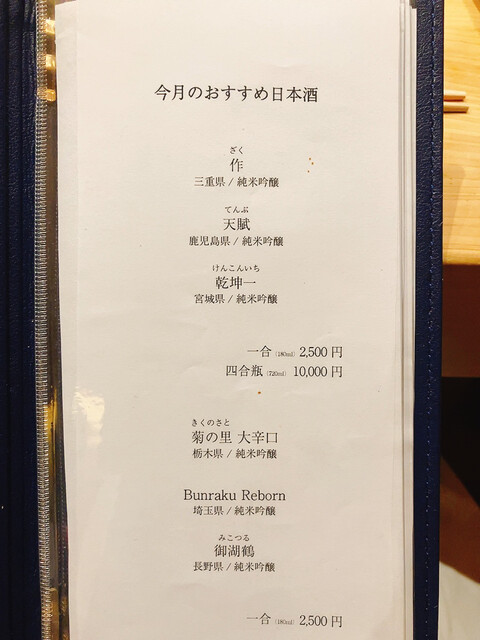 今月のおすすめ日本酒
ざく
作
三重県 / 純米吟醸
てんぶ
天賦
鹿児島県 / 純米吟醸
けんこんいち
乾坤一
宮城県 / 純米吟醸
一合 (180ml) 2,500 円
四合瓶 (720ml) 10,000 円
きくのさと
菊の里 大辛口
栃木県 / 純米吟醸
Bunraku Reborn
埼玉県 / 純米吟醸
みこつる
御湖鶴
長野県 / 純米吟醸
一合 (180ml) 2,500 円